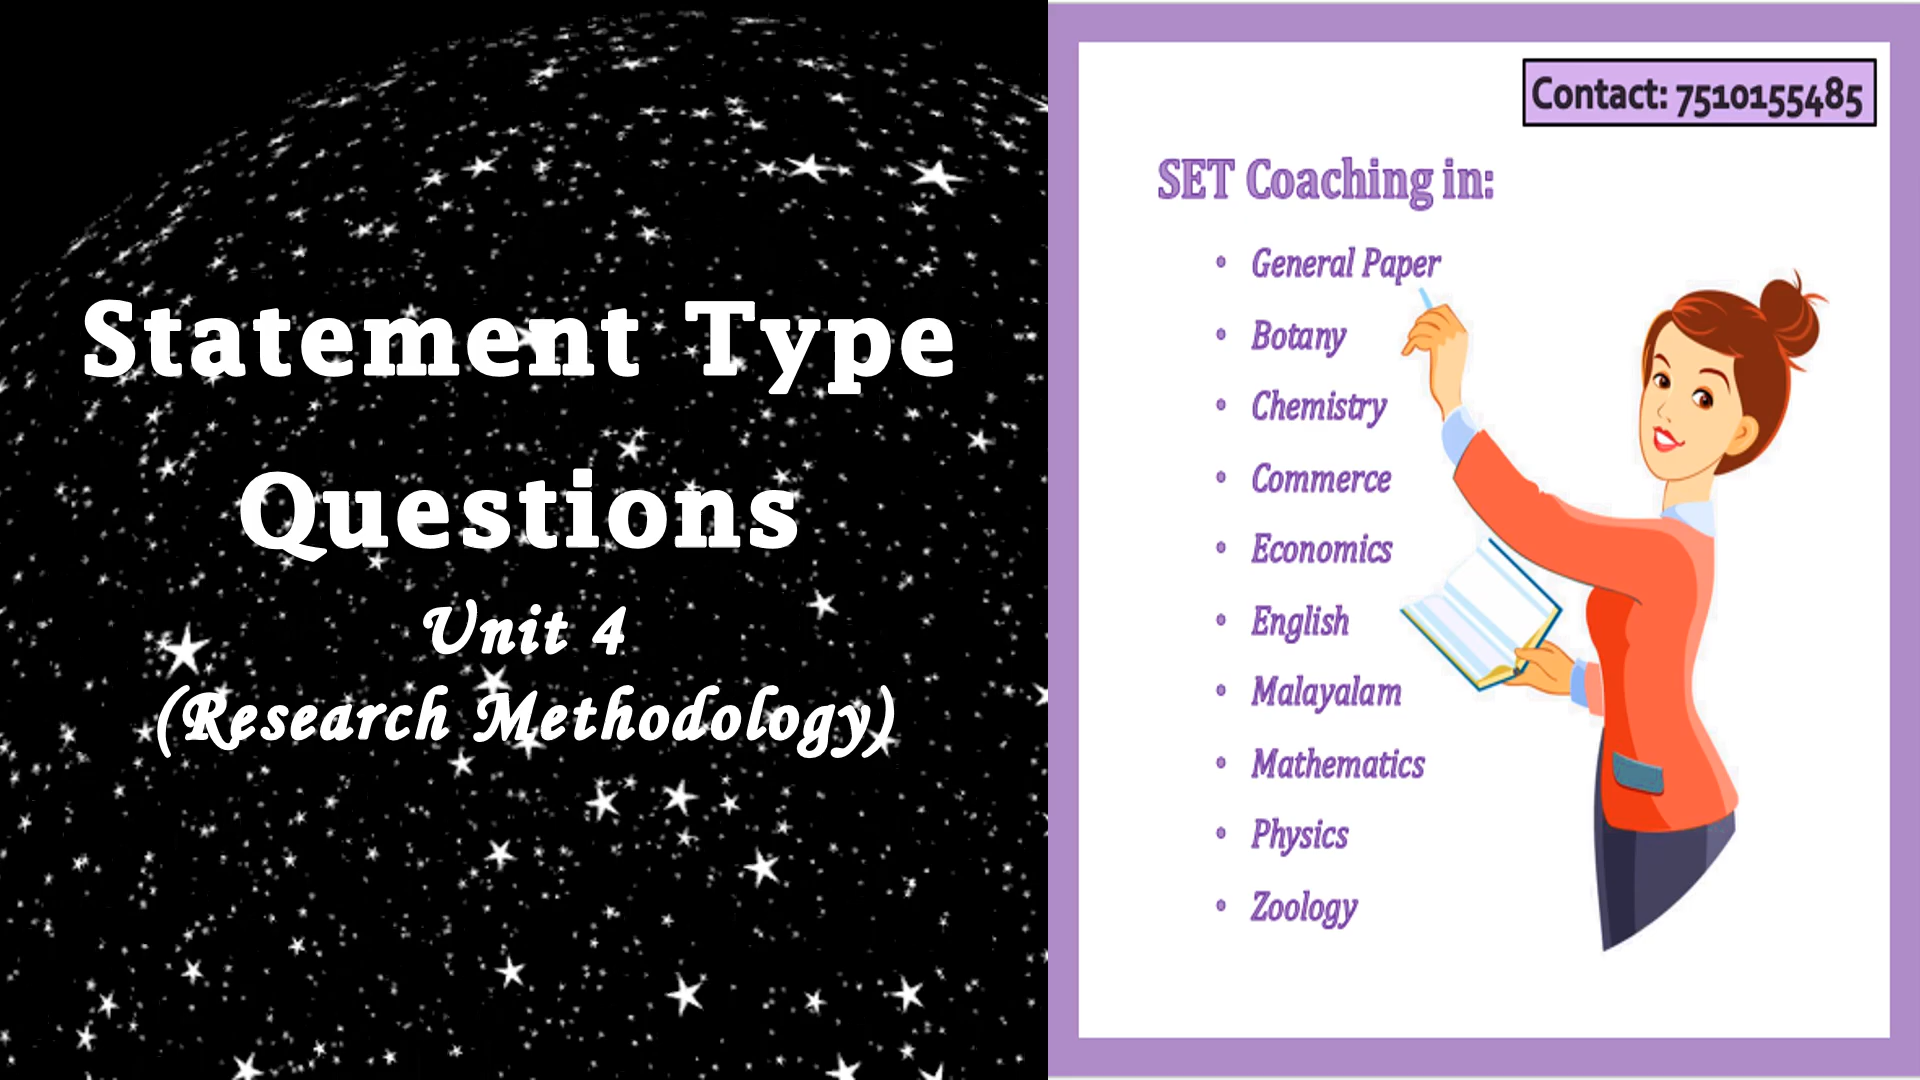 Statement Type
Questions
Unit 4
(Research Methodology)
Contact: 7510155485
SET Coaching in:
• General Paper
• Botany
• Chemistry
• Commerce
• Economics
• English
• Malayalam
• Mathematics
• Physics
• Zoology